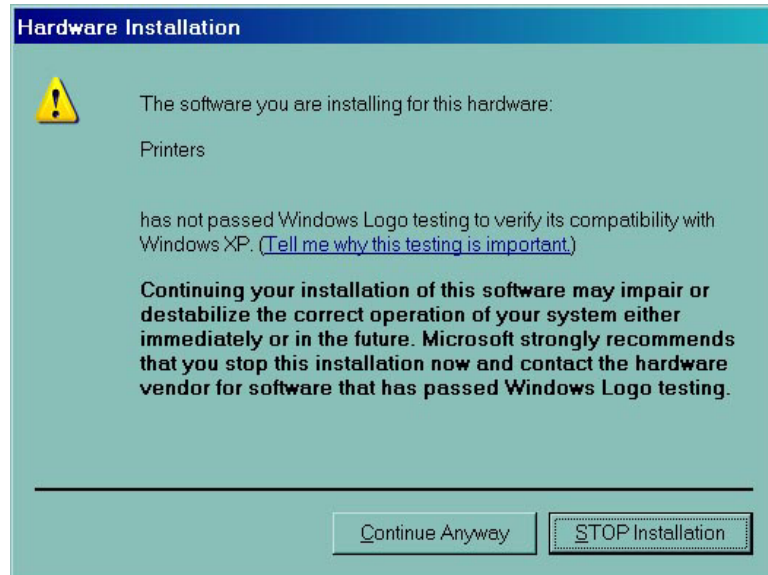 Hardware Installation
The software you are installing for this hardware:
Printers
has not passed Windows Logo testing to verify its compatibility with
Windows XP. (Tell me why this testing is important.)
Continuing your installation of this software may impair or
destabilize the correct operation of your system either
immediately or in the future. Microsoft strongly recommends
that you stop this installation now and contact the hardware
vendor for software that has passed Windows Logo testing.
Continue Anyway
STOP Installation